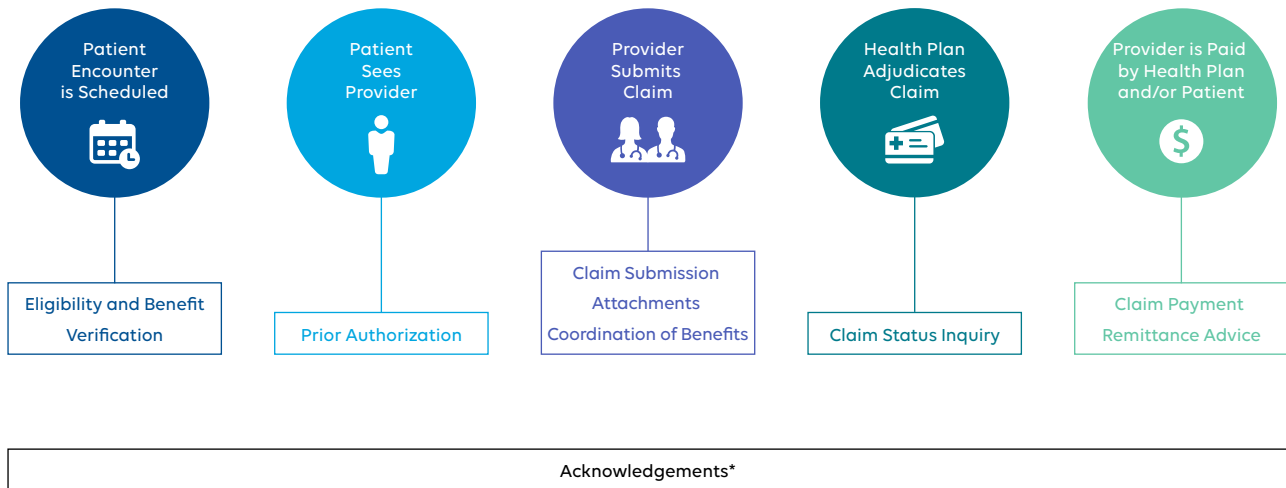 Patient
Encounter
is Scheduled
Patient
Sees
Provider
Provider
Submits
Claim
Health Plan
Adjudicates
Claim
Provider is Paid
by Health Plan
and/or Patient
$
Eligibility and Benefit
Verification
Prior Authorization
Claim Submission
Attachments
Coordination of Benefits
Claim Status Inquiry
Claim Payment
Remittance Advice
Acknowledgements*